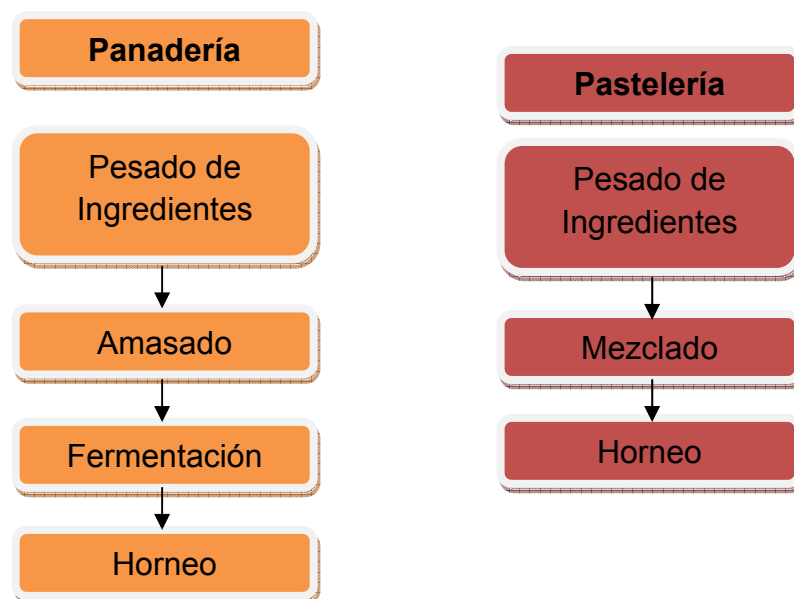 Panadería
Pesado de
Ingredientes
Amasado
Fermentación
Horneo
Pastelería
Pesado de
Ingredientes
Mezclado
Horneo